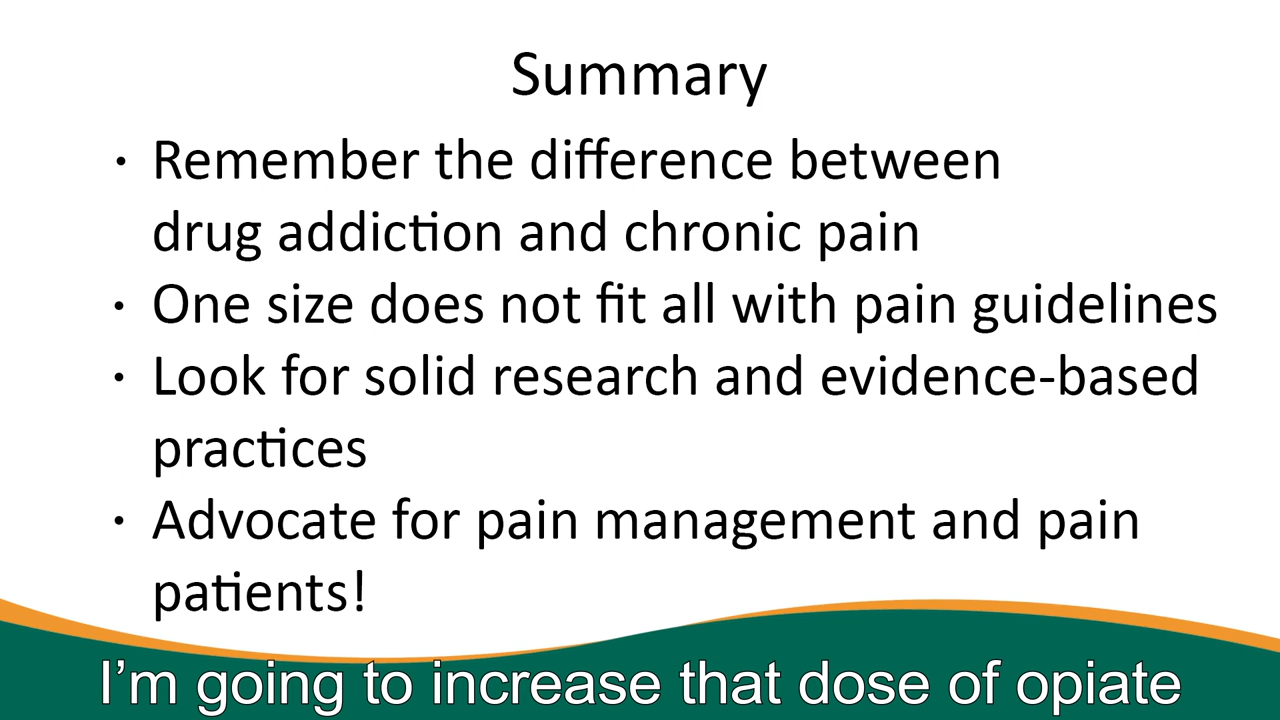 Summary
• Remember the difference between
drug addiction and chronic pain
• One size does not fit all with pain guidelines
• Look for solid research and evidence-based
practices
• Advocate for pain management and pain
patients!
I'm going to increase that dose of opiate